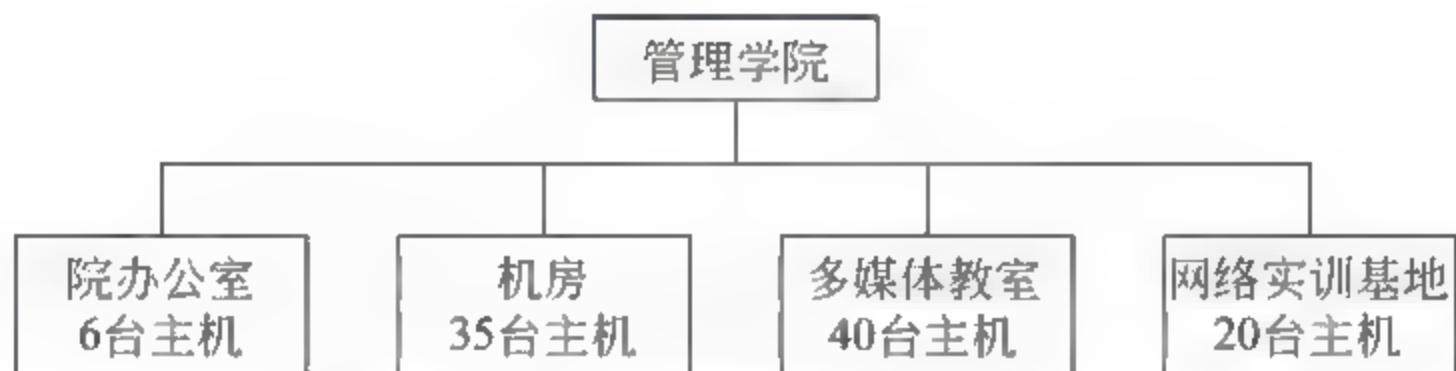 管理学院
院办公室
6台主机
机房
35台主机
多媒体教室
40台主机
网络实训基地
20台主机